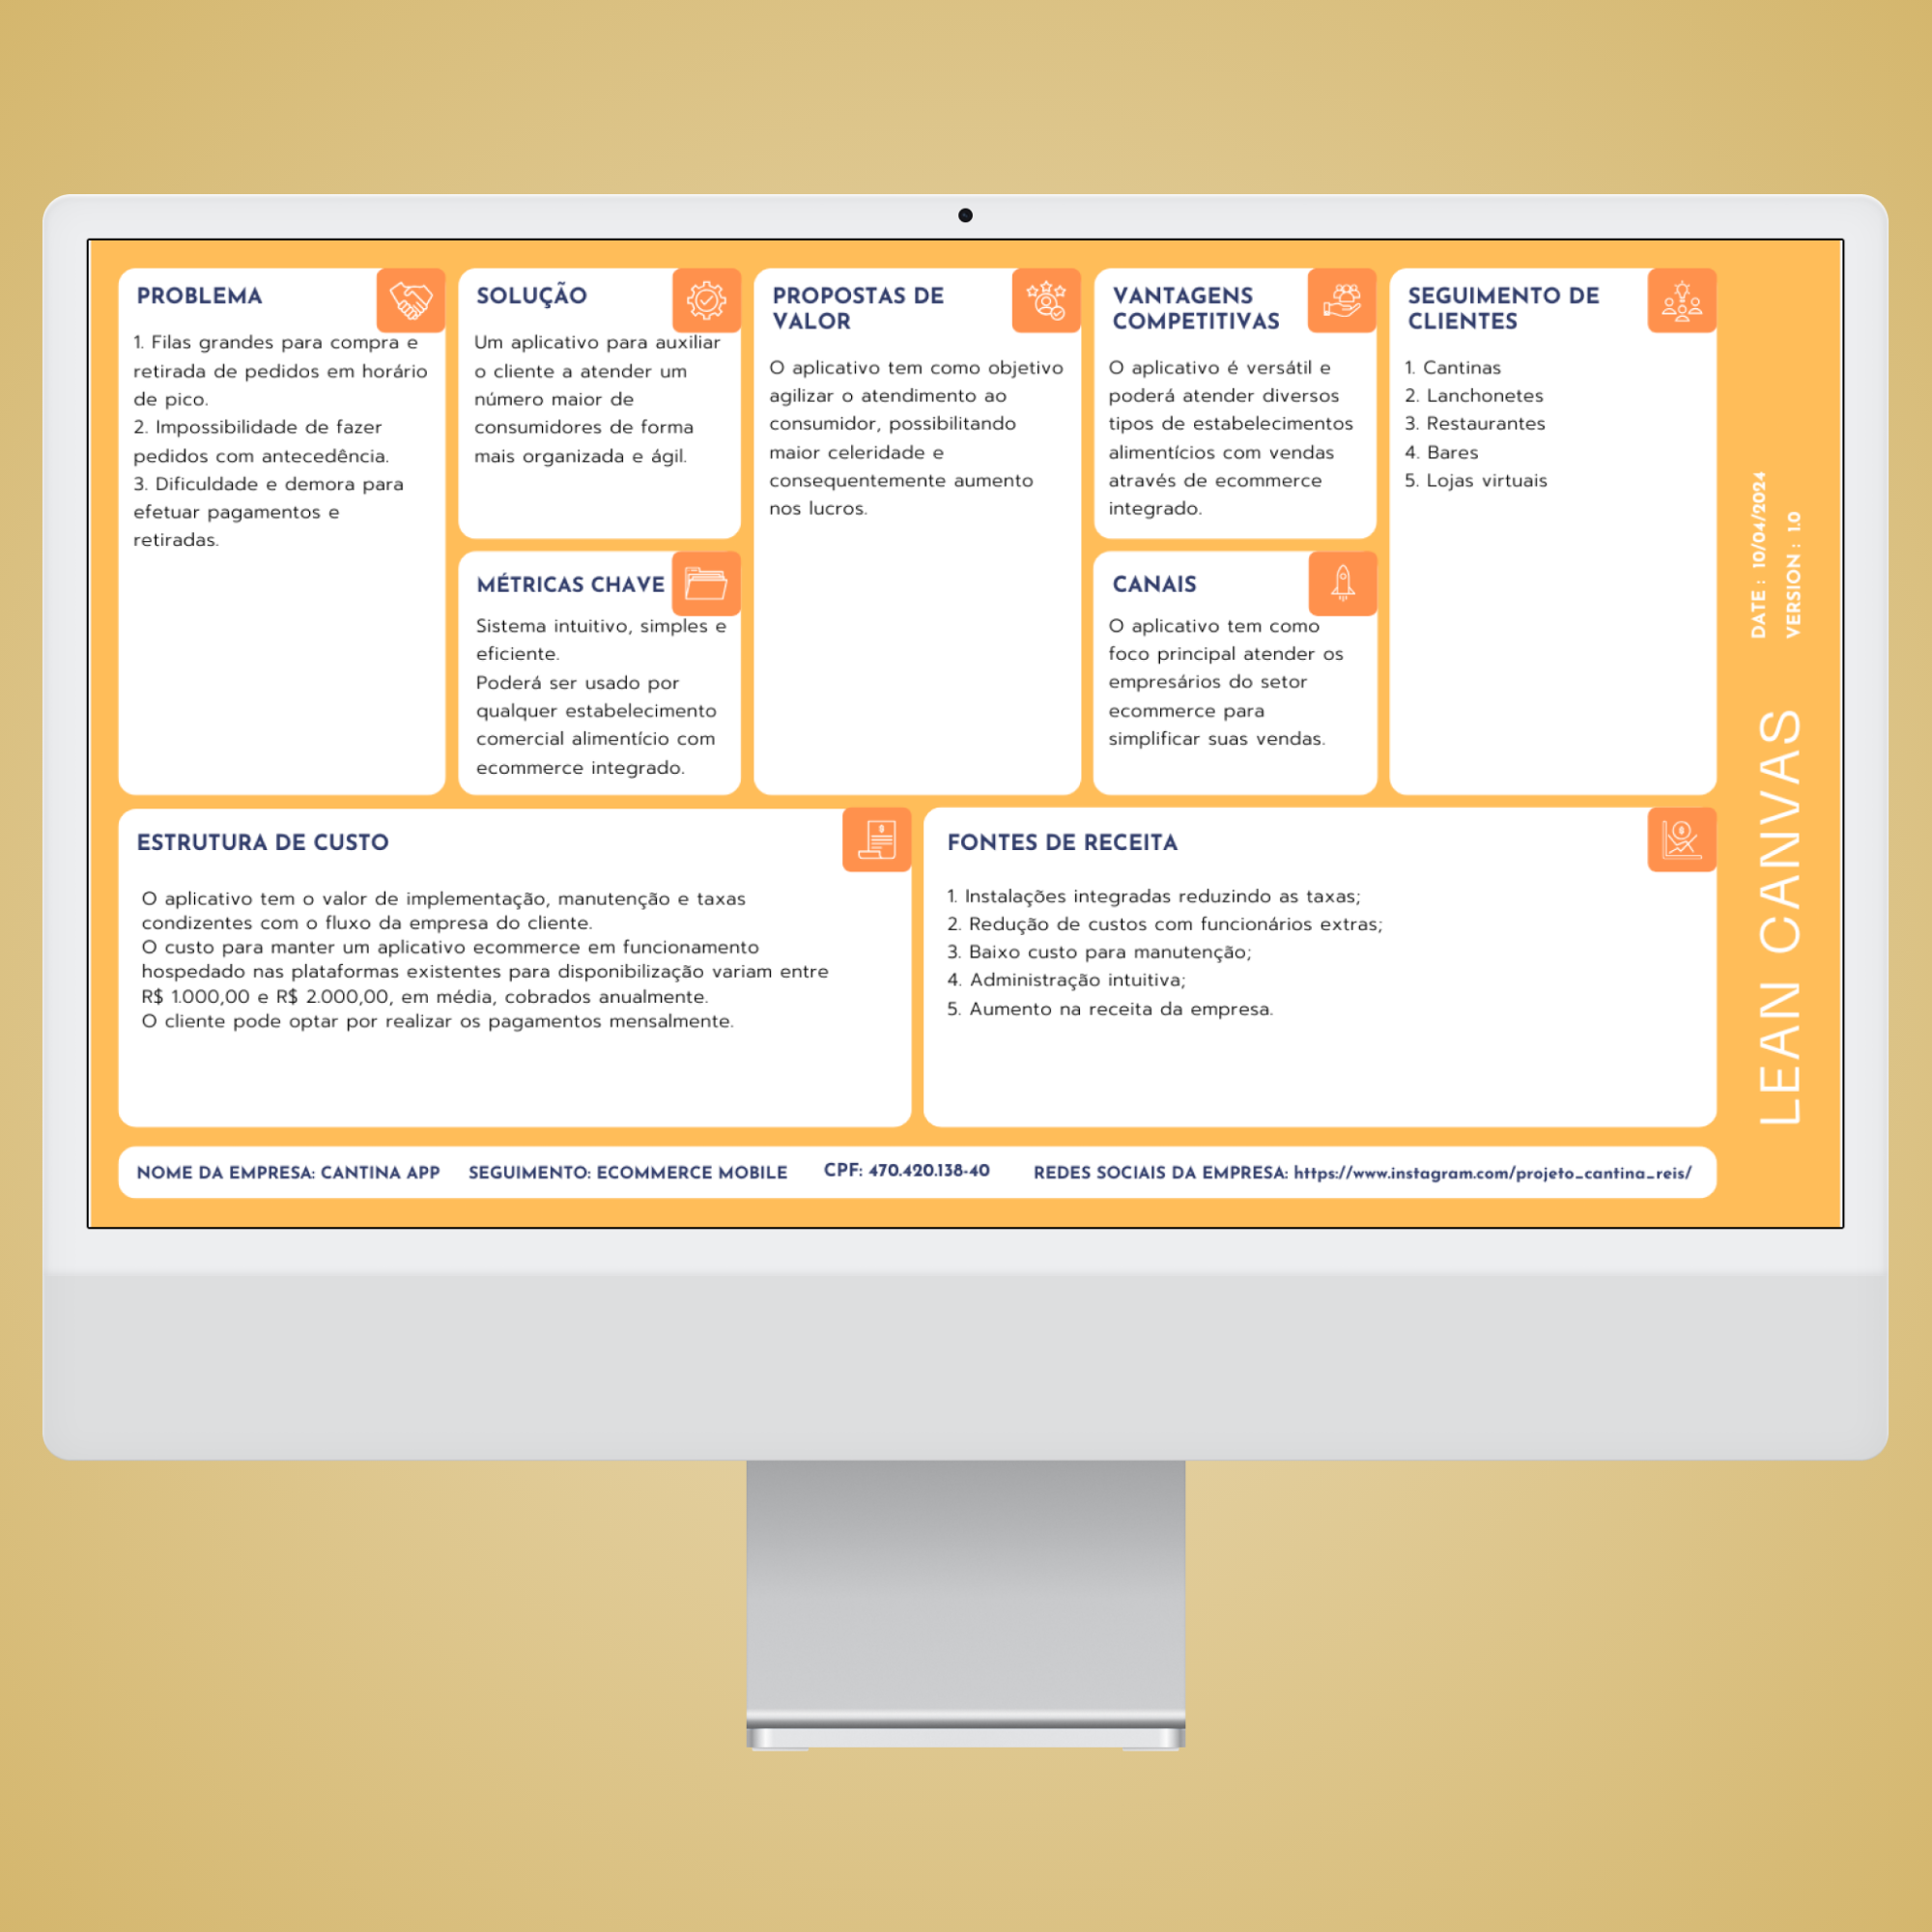 PROBLEMA
1. Filas grandes para compra e
retirada de pedidos em horário
de pico.
2. Impossibilidade de fazer
pedidos com antecedência.
3. Dificuldade e demora para
efetuar pagamentos e
retiradas.
SOLUÇÃO
Um aplicativo para auxiliar
o cliente a atender um
número maior de
consumidores de forma
mais organizada e ágil.
MÉTRICAS CHAVE
Sistema intuitivo, simples e
eficiente.
Poderá ser usado por
qualquer estabelecimento
comercial alimentício com
ecommerce integrado.
PROPOSTAS DE
VALOR
O aplicativo tem como objetivo
agilizar o atendimento ao
consumidor, possibilitando
maior celeridade e
consequentemente aumento
nos lucros.
VANTAGENS
COMPETITIVAS
O aplicativo é versátil e
poderá atender diversos
tipos de estabelecimentos
alimentícios com vendas
através de ecommerce
integrado.
CANAIS
O aplicativo tem como
foco principal atender os
empresários do setor
ecommerce para
simplificar suas vendas.
SEGUIMENTO DE
CLIENTES
1. Cantinas
2. Lanchonetes
3. Restaurantes
4. Bares
5. Lojas virtuais
ESTRUTURA DE CUSTO
O aplicativo tem o valor de implementação, manutenção e taxas
condizentes com o fluxo da empresa do cliente.
O custo para manter um aplicativo ecommerce em funcionamento
hospedado nas plataformas existentes para disponibilização variam entre
R$ 1.000,00 e R$ 2.000,00, em média, cobrados anualmente.
O cliente pode optar por realizar os pagamentos mensalmente.
FONTES DE RECEITA
1. Instalações integradas reduzindo as taxas;
2. Redução de custos com funcionários extras;
3. Baixo custo para manutenção;
4. Administração intuitiva;
5. Aumento na receita da empresa.
NOME DA EMPRESA: CANTINA APP SEGUIMENTO: ECOMMERCE MOBILE CPF: 470.420.138-40 REDES SOCIAIS DA EMPRESA: https://www.instagram.com/projeto_cantina_reis/
LEAN CANVAS
DATE : 10/04/2024
VERSION : 1.0